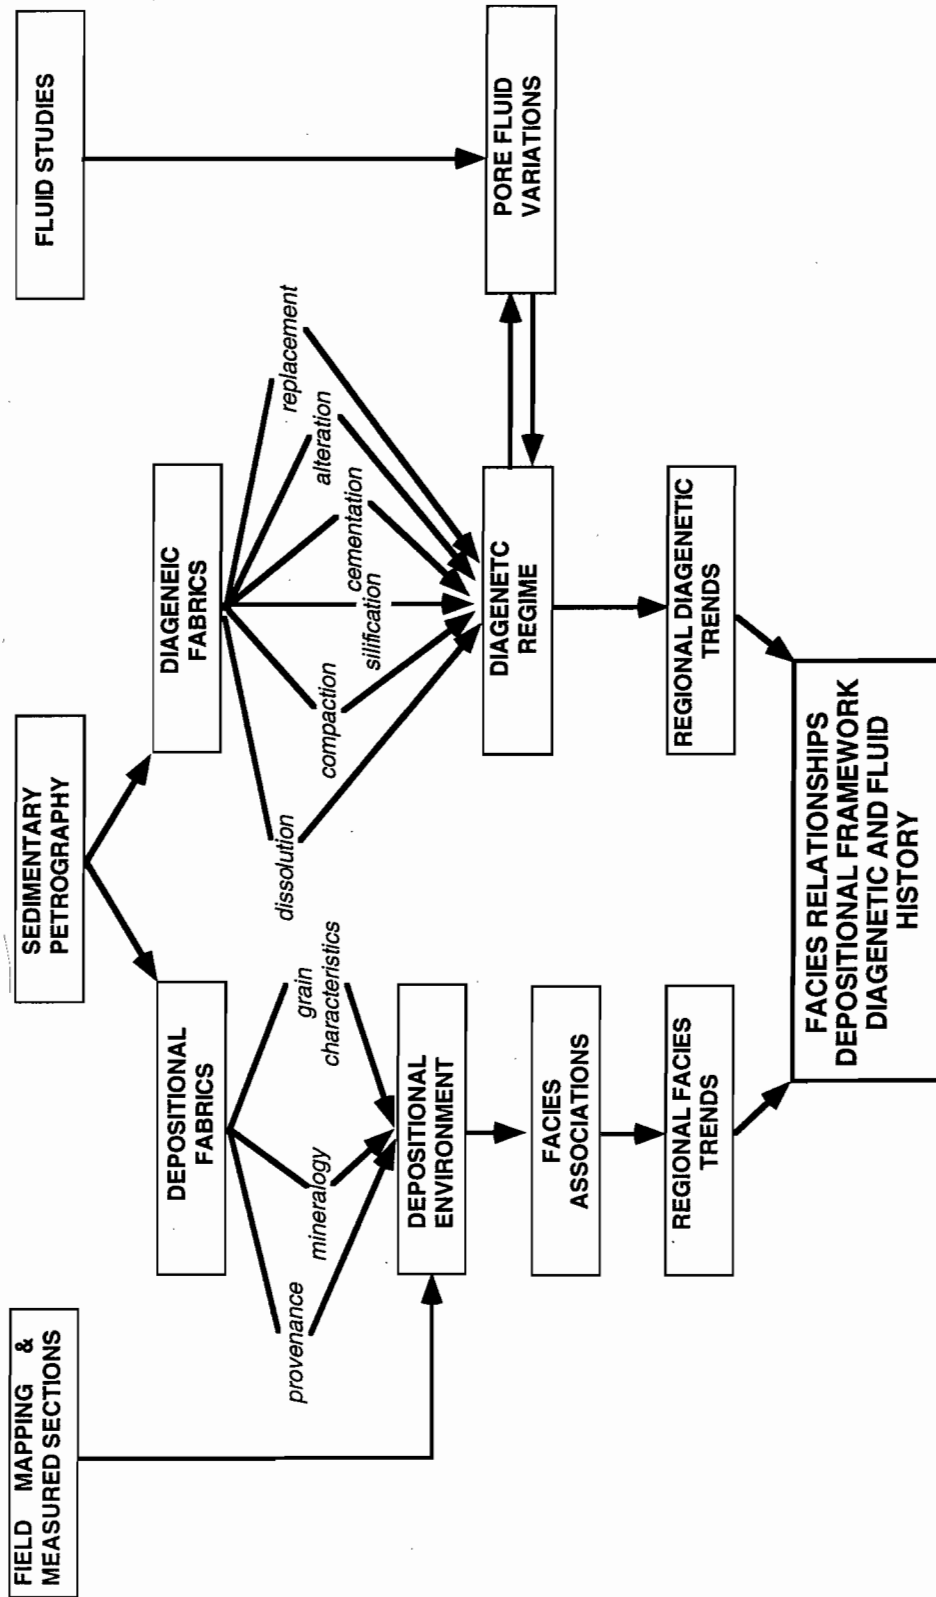 FIELD MAPPING &
MEASURED SECTIONS
SEDIMENTARY
PETROGRAPHY
FLUID STUDIES
DEPOSITIONAL
FABRICS
DIAGENEIC
FABRICS
provenance
mineralogy
grain
characteristics
dissolution
compaction
silification
cementation
alteration
replacement
DEPOSITIONAL
ENVIRONMENT
DIAGENETC
REGIME
PORE FLUID
VARIATIONS
FACIES
ASSOCIATIONS
REGIONAL FACIES
TRENDS
REGIONAL DIAGENETIC
TRENDS
FACIES RELATIONSHIPS
DEPOSITIONAL FRAMEWORK
DIAGENETIC AND FLUID
HISTORY